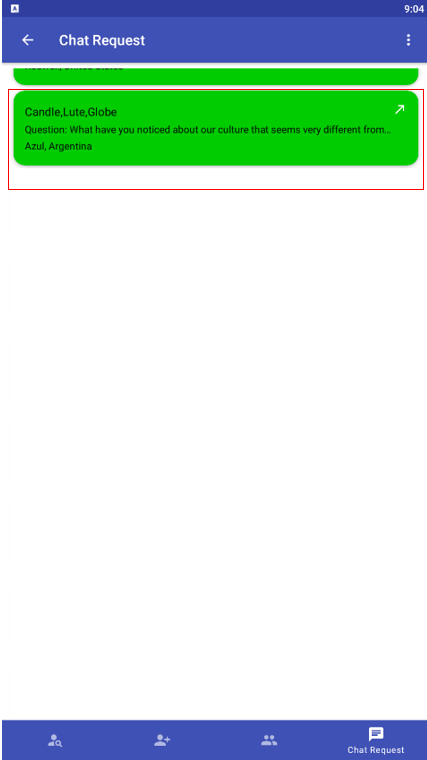 A
9:04
Chat Request
Candle,Lute,Globe
Question: What have you noticed about our culture that seems very different from...
Azul, Argentina
Chat Request